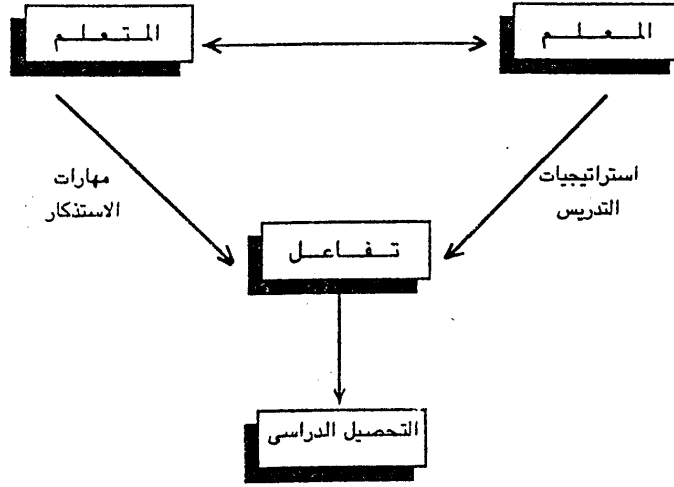 المعلم
المتعلم
استراتيجيات
التدريس
مهارات
الاستذكار
تفاعل
التحصيل الدراسى